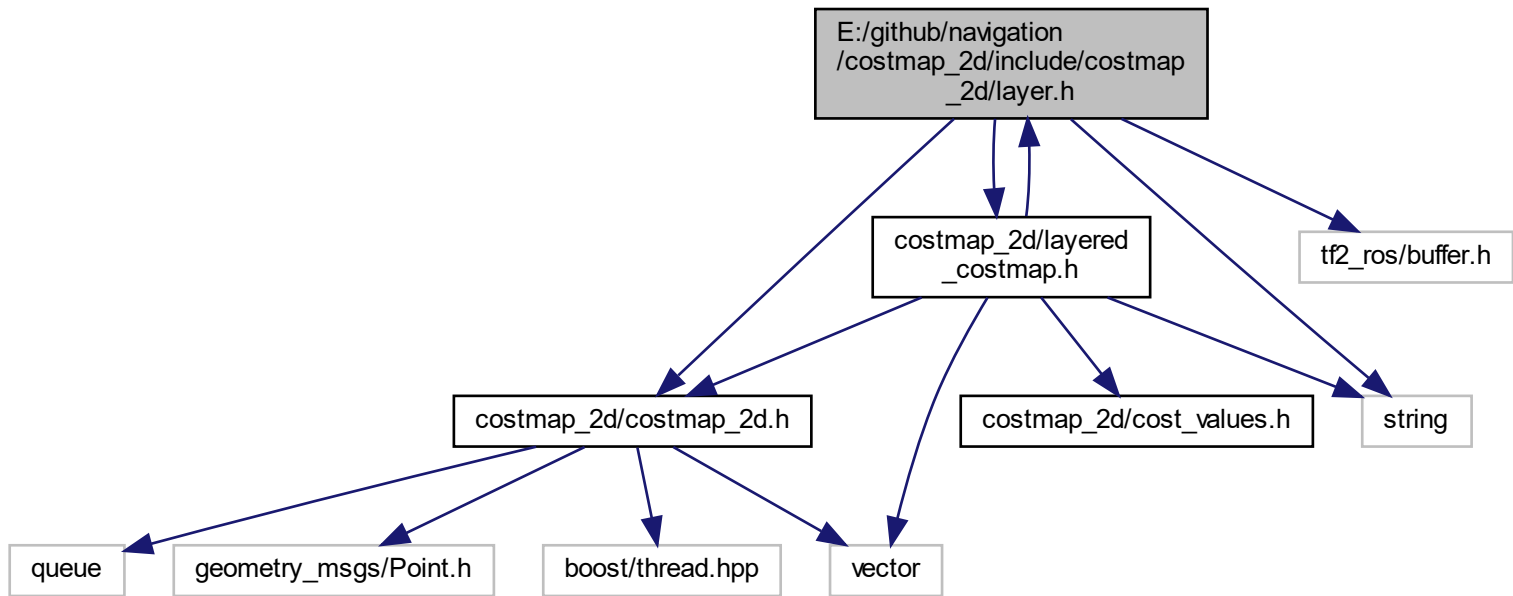 E:/github/navigation
/costmap_2d/include/costmap
_2d/layer.h
costmap_2d/layered
_costmap.h
tf2_ros/buffer.h
costmap_2d/costmap_2d.h
costmap_2d/cost_values.h
string
queue
geometry_msgs/Point.h
boost/thread.hpp
vector